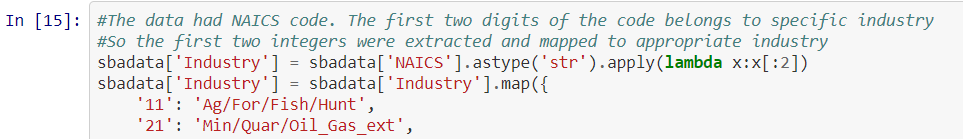 In [15]: #The data had NAICS code. The first two digits of the code belongs to specific industry
#So the first two integers were extracted and mapped to appropriate industry
sbadata['Industry'] = sbadata['NAICS'].astype('str').apply(lambda x:x[:2])
sbadata['Industry'] = sbadata['Industry'].map({
    '11': 'Ag/For/Fish/Hunt',
    '21': 'Min/Quar/Oil_Gas_ext',